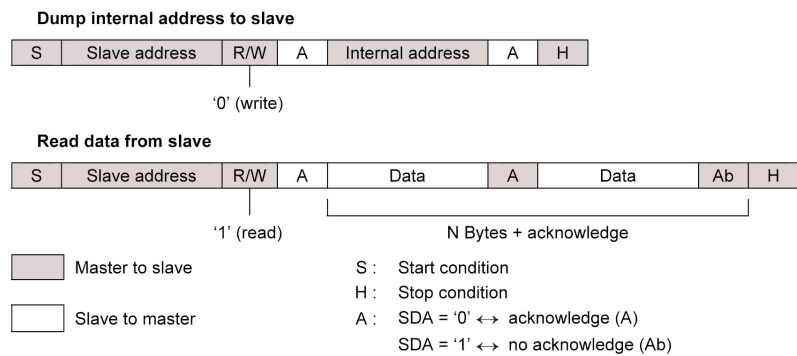 Dump internal address to slave
S Slave address R/W A Internal address A H
‘0’ (write)
Read data from slave
S Slave address R/W A Data A Data Ab H
‘1’ (read)
N Bytes + acknowledge
Master to slave
Slave to master
S : Start condition
H : Stop condition
A : SDA = ‘0’ ↔ acknowledge (A)
SDA = ‘1’ ↔ no acknowledge (Ab)